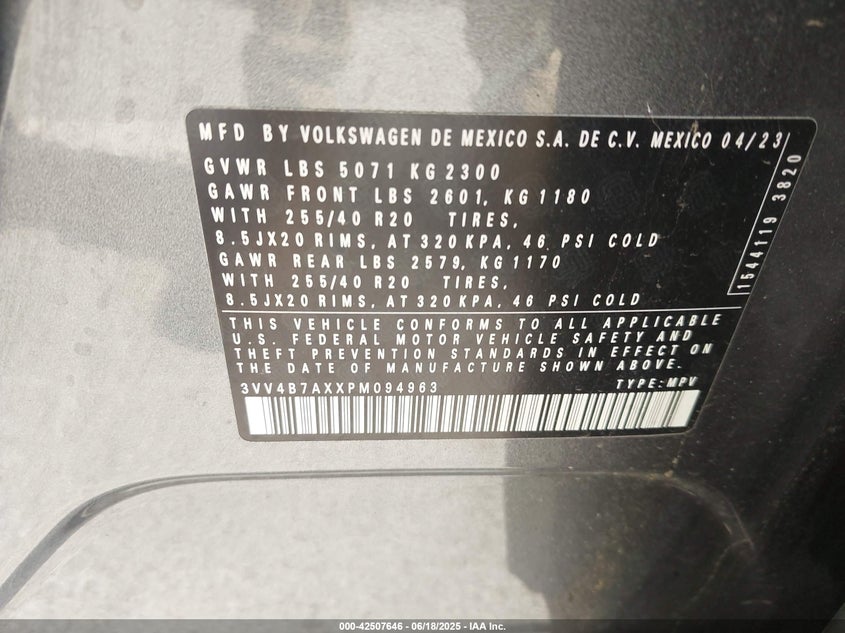 MFD BY VOLKSWAGEN DE MEXICO S.A. DE C.V. MEXICO 04/23
GVWR LBS 5071 KG 2300
GAWR FRONT LBS 2601, KG 1180
WITH 255/40 R20 TIRES,
8.5JX20 RIMS, AT 320 KPA, 46 PSI COLD
GAWR REAR LBS 2579, KG 1170
WITH 255/40 R20 TIRES,
8.5JX20 RIMS, AT 320 KPA, 46 PSI COLD
1544119 3820
THIS VEHICLE CONFORMS TO ALL APPLICABLE
U.S. FEDERAL MOTOR VEHICLE SAFETY AND
THEFT PREVENTION STANDARDS IN EFFECT ON
THE DATE OF MANUFACTURE SHOWN ABOVE.
3VV4B7AXXPM094963 TYPE: MPV
000-42507646 - 06/18/2025 - IAA Inc.